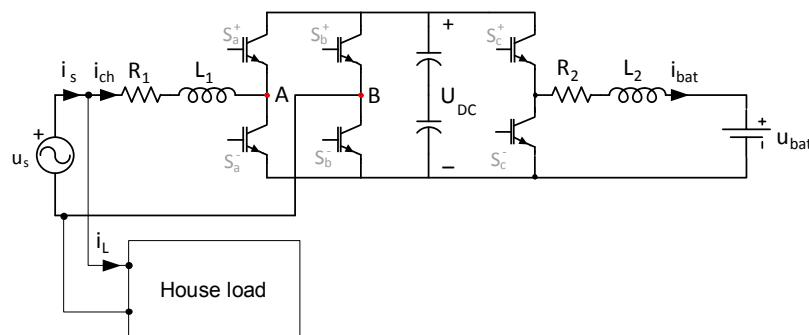 S_a^+
S_b^+
+
S_c^+
i_s
i_ch
R_1
L_1
R_2
L_2
i_bat
A
B
U_DC
+
u_s
+
u_bat
S_a^-
S_b^-
−
S_c^-
i_L
House load